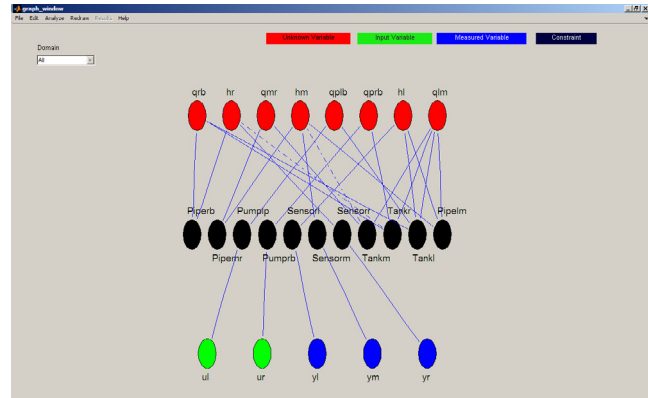 graph_window
File Edit Analyze Redraw Results Help
Unknown Variable Input Variable Measured Variable Constraint
Domain
All
qrb hr qmr hm qplb qprb hl qlm
Piperb Pumplp Sensorl Sensorr Tankr Pipelm
Pipemr Pumprb Sensorm Tankm Tankl
ul ur yl ym yr